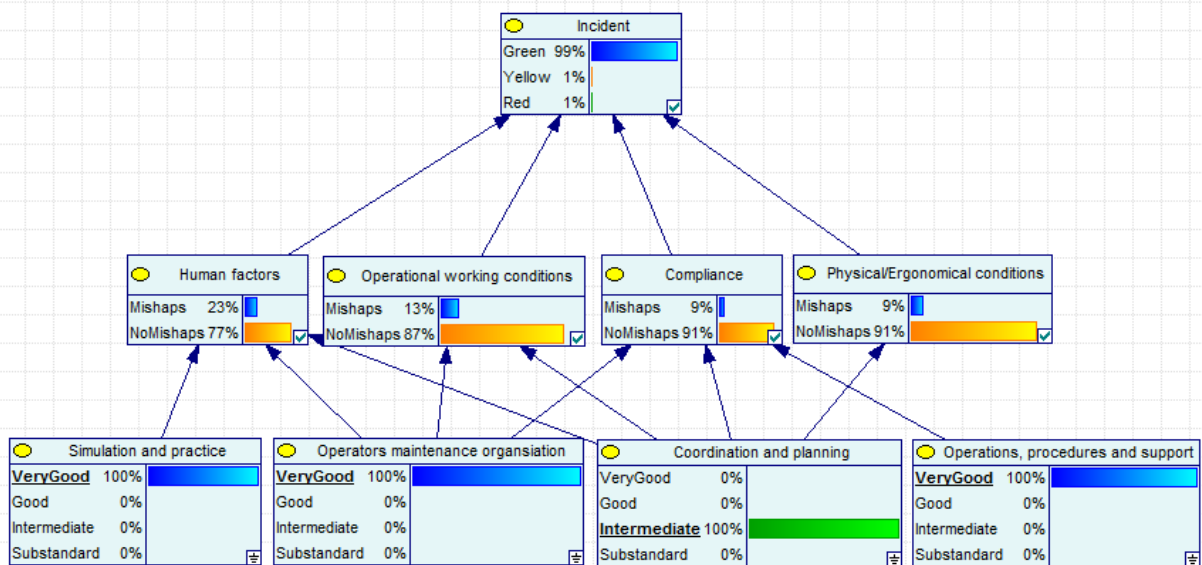 Incident
Green 99%
Yellow 1%
Red 1%
Human factors
Mishaps 23%
NoMishaps 77%
Operational working conditions
Mishaps 13%
NoMishaps 87%
Compliance
Mishaps 9%
NoMishaps 91%
Physical/Ergonomical conditions
Mishaps 9%
NoMishaps 91%
Simulation and practice
VeryGood 100%
Good 0%
Intermediate 0%
Substandard 0%
Operators maintenance organsiation
VeryGood 100%
Good 0%
Intermediate 0%
Substandard 0%
Coordination and planning
VeryGood 0%
Good 0%
Intermediate 100%
Substandard 0%
Operations, procedures and support
VeryGood 100%
Good 0%
Intermediate 0%
Substandard 0%